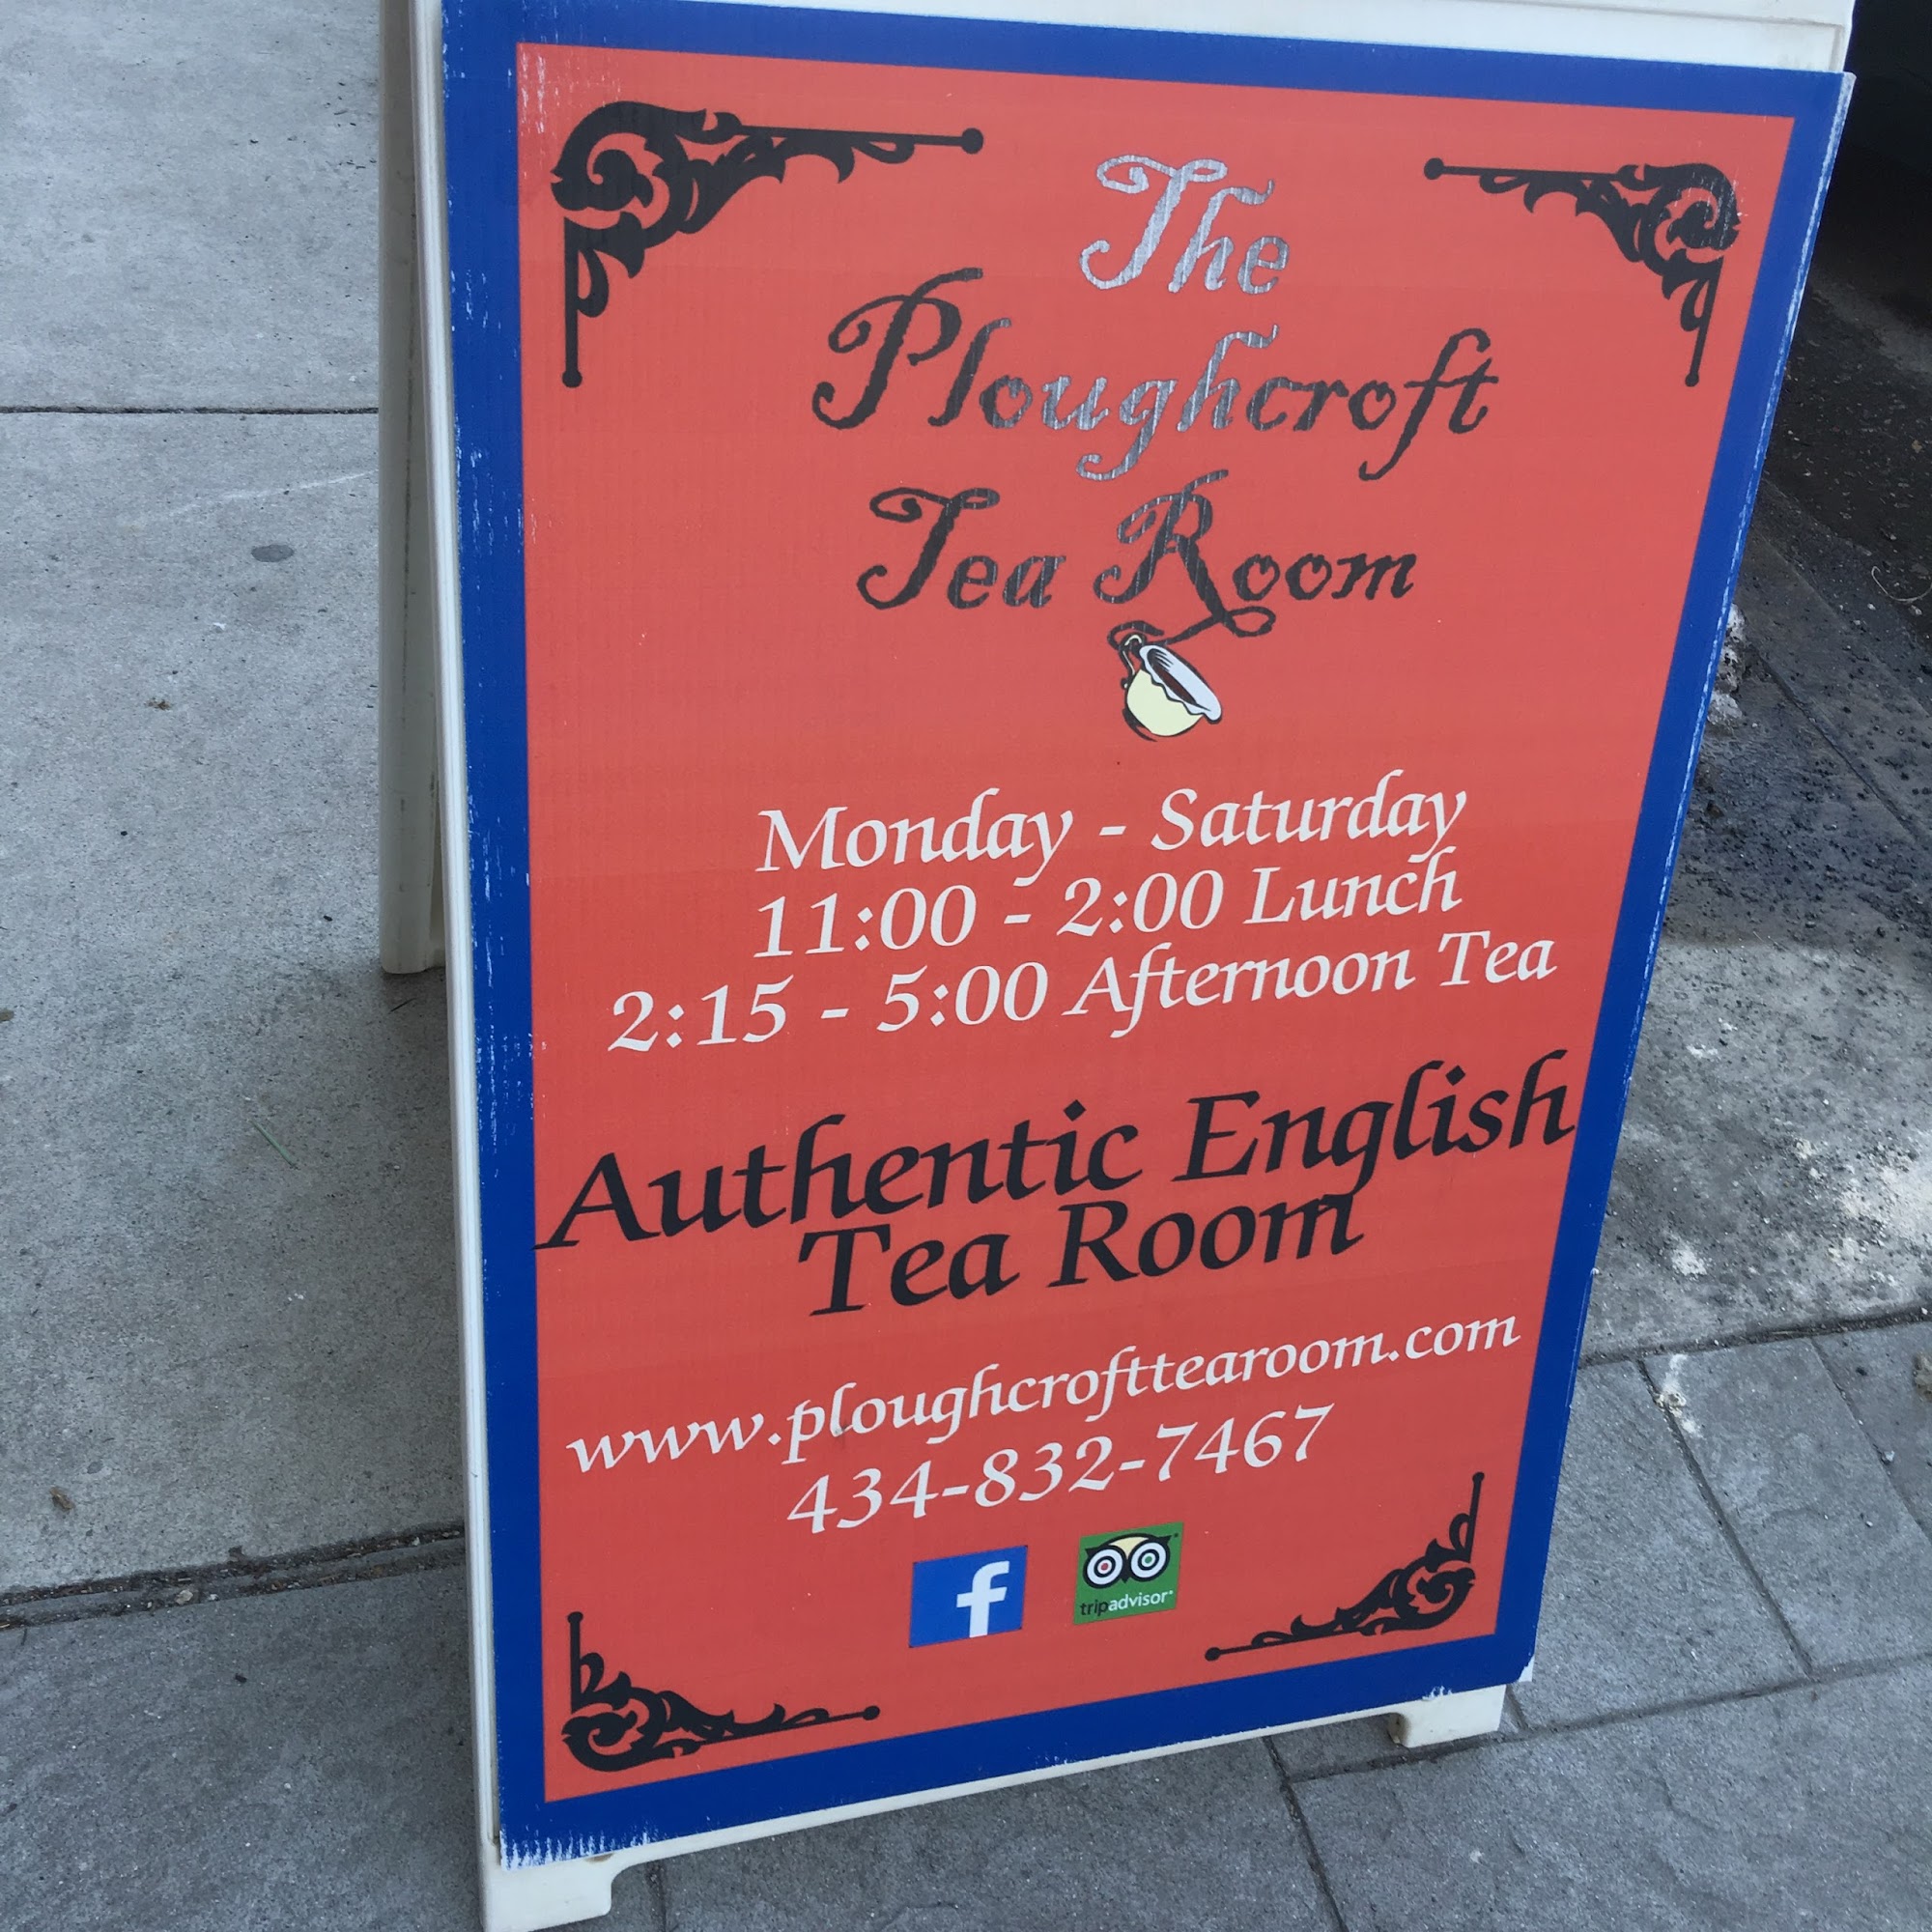 The
Ploughcroft
Tea Room
Monday - Saturday
11:00 - 2:00 Lunch
2:15 - 5:00 Afternoon Tea
Authentic English
Tea Room
www.ploughcrofttearoom.com
434-832-7467
f
tripadvisor®